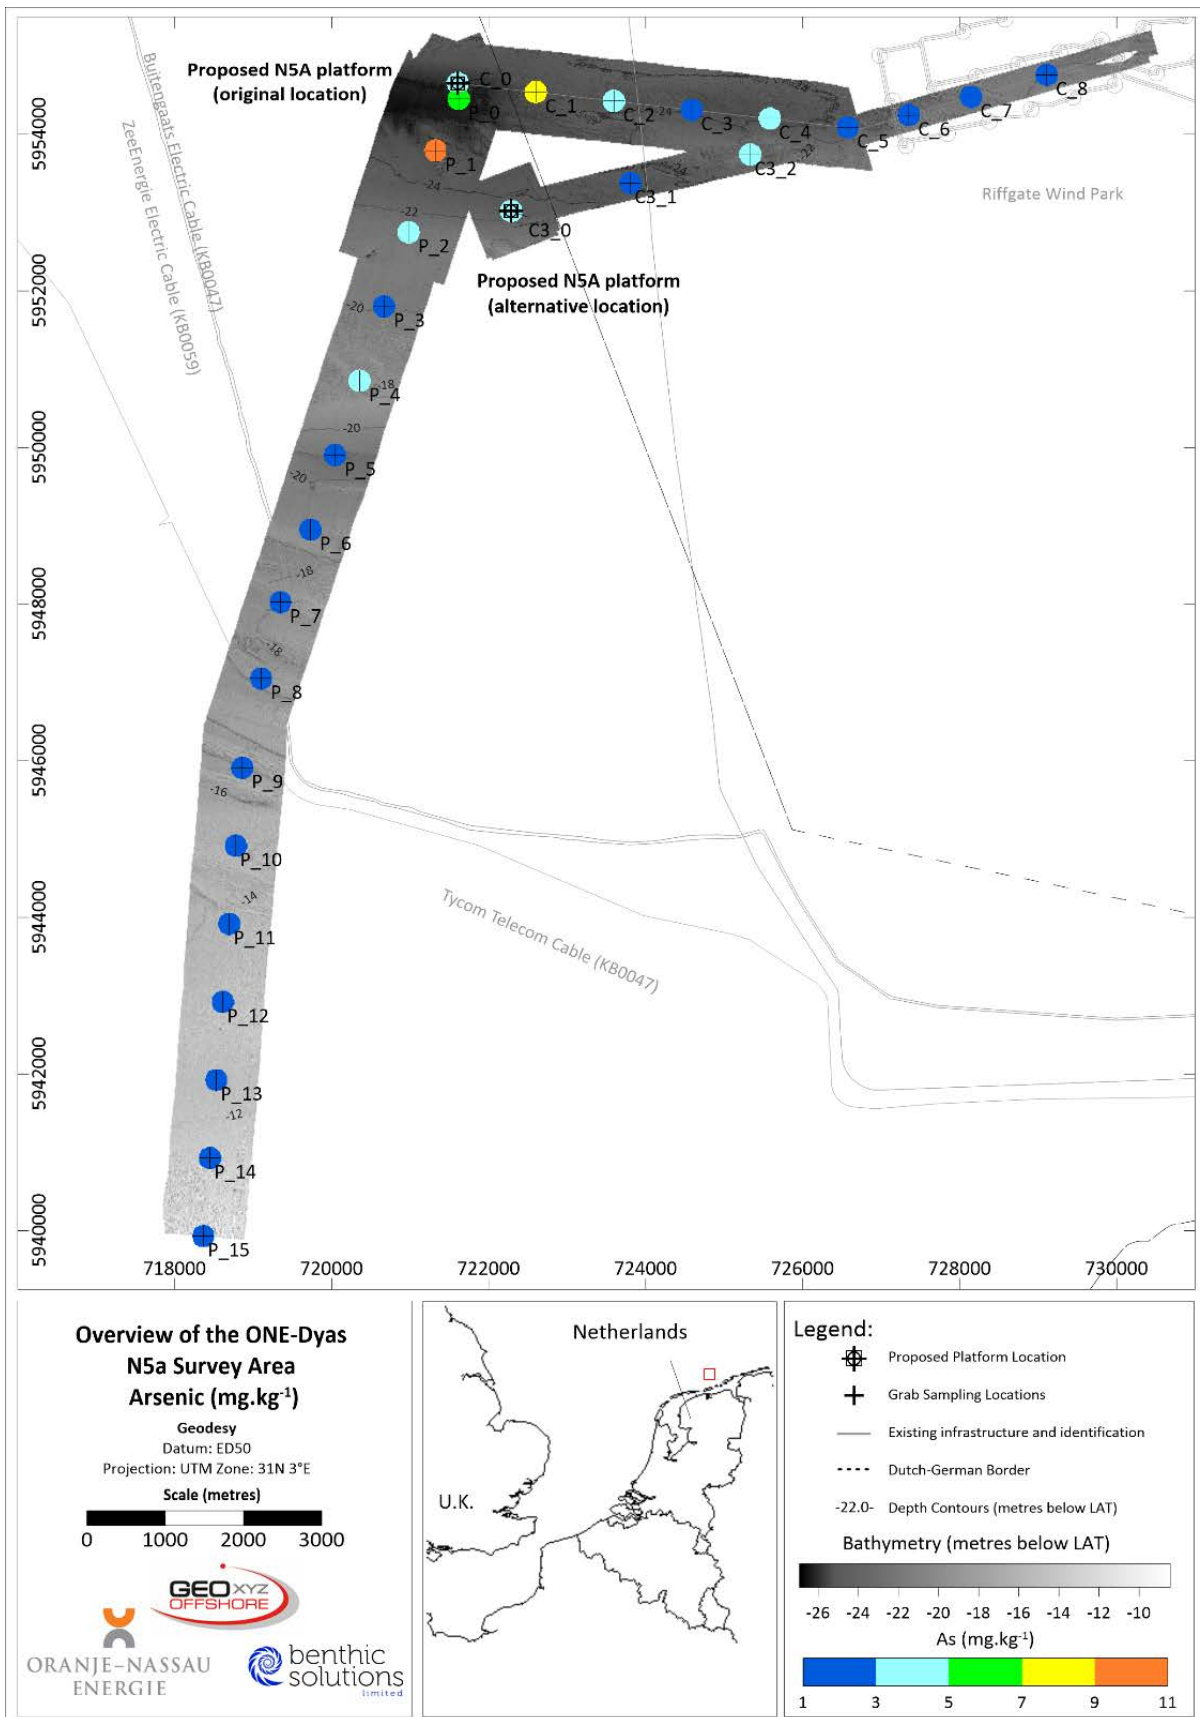 Proposed N5A platform
(original location)
C_0
P_0
C_1
C_2
C_3
C_4
C_5
C_6
C_7
C_8
P_1
C3_2
C3_1
C3_0
P_2
Proposed N5A platform
(alternative location)
Riffgate Wind Park
Buitengaats Electric Cable (KB0047)
ZeeEnergie Electric Cable (KB0059)
P_3
P_4
P_5
P_6
P_7
P_8
P_9
P_10
P_11
P_12
P_13
P_14
P_15
-24
-22
-20
-18
-20
-20
-18
-18
-16
-14
-12
-24
-24
-22
Tycom Telecom Cable (KB0047)
5954000
5952000
5950000
5948000
5946000
5944000
5942000
5940000
718000 720000 722000 724000 726000 728000 730000
Overview of the ONE-Dyas
N5a Survey Area
Arsenic (mg.kg-1)
Geodesy
Datum: ED50
Projection: UTM Zone: 31N 3°E
Scale (metres)
0 1000 2000 3000
GEO XYZ
OFFSHORE
ORANJE-NASSAU
ENERGIE
benthic
solutions
limited
Netherlands
U.K.
Legend:
Proposed Platform Location
Grab Sampling Locations
Existing infrastructure and identification
Dutch-German Border
-22.0- Depth Contours (metres below LAT)
Bathymetry (metres below LAT)
-26 -24 -22 -20 -18 -16 -14 -12 -10
As (mg.kg-1)
1 3 5 7 9 11